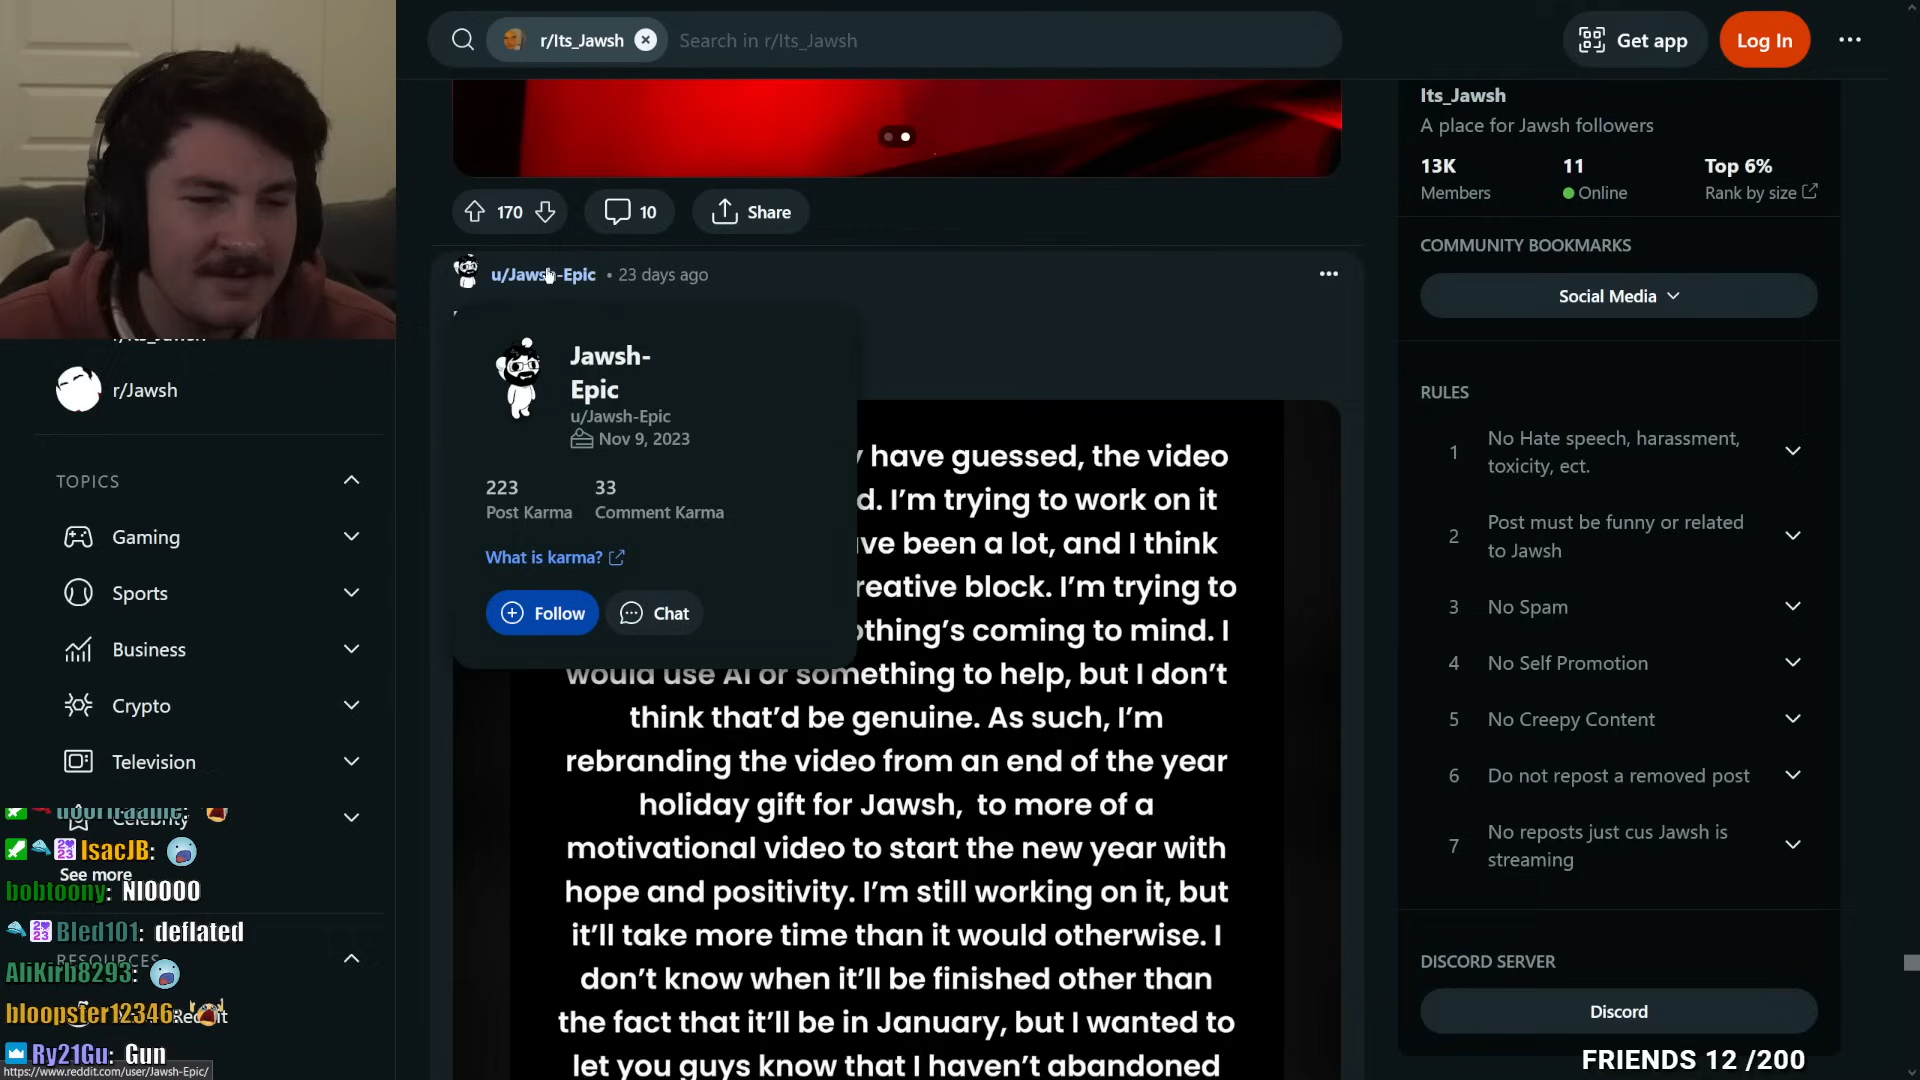 r/Its_Jawsh
Search in r/Its_Jawsh
Get app
Log In
170
10
Share
u/Jawsh-Epic • 23 days ago
Jawsh-
Epic
u/Jawsh-Epic
Nov 9, 2023
223
Post Karma
33
Comment Karma
What is karma?
Follow
Chat
have guessed, the video
I'm trying to work on it
been a lot, and I think
block. I'm trying to
coming to mind. I
would use AI or something to help, but I don't
think that'd be genuine. As such, I'm
rebranding the video from an end of the year
holiday gift for Jawsh, to more of a
motivational video to start the new year with
hope and positivity. I'm still working on it, but
it'll take more time than it would otherwise. I
don't know when it'll be finished other than
the fact that it'll be in January, but I wanted to
let you guys know that I haven't abandoned
Its_Jawsh
A place for Jawsh followers
13K
Members
11
Online
Top 6%
Rank by size
COMMUNITY BOOKMARKS
Social Media
RULES
1
No Hate speech, harassment,
toxicity, ect.
2
Post must be funny or related
to Jawsh
3
No Spam
4
No Self Promotion
5
No Creepy Content
6
Do not repost a removed post
7
No reposts just cus Jawsh is
streaming
DISCORD SERVER
Discord
FRIENDS 12 /200
r/Its_Jawsh
r/Jawsh
TOPICS
Gaming
Sports
Business
Crypto
Television
Celebrity
IsacJB:
See more
bobtoony: NIOOOO
Bled101: deflated
RESOURCES
AliKirb8293:
bloopster12346:
Ry21Gu: Gun
https://www.reddit.com/user/Jawsh-Epic/